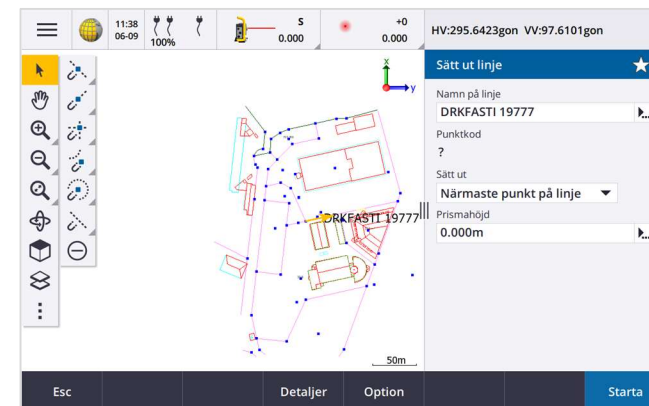 11:38
06-09
100%
S
0.000
+0
0.000
HV:295.6423gon VV:97.6101gon
Sätt ut linje
Namn på linje
DRKFASTI 19777
Punktkod
?
Sätt ut
Närmaste punkt på linje
Prismahöjd
0.000m
x
y
DRKFASTI 19777
50m
Esc
Detaljer
Option
Starta